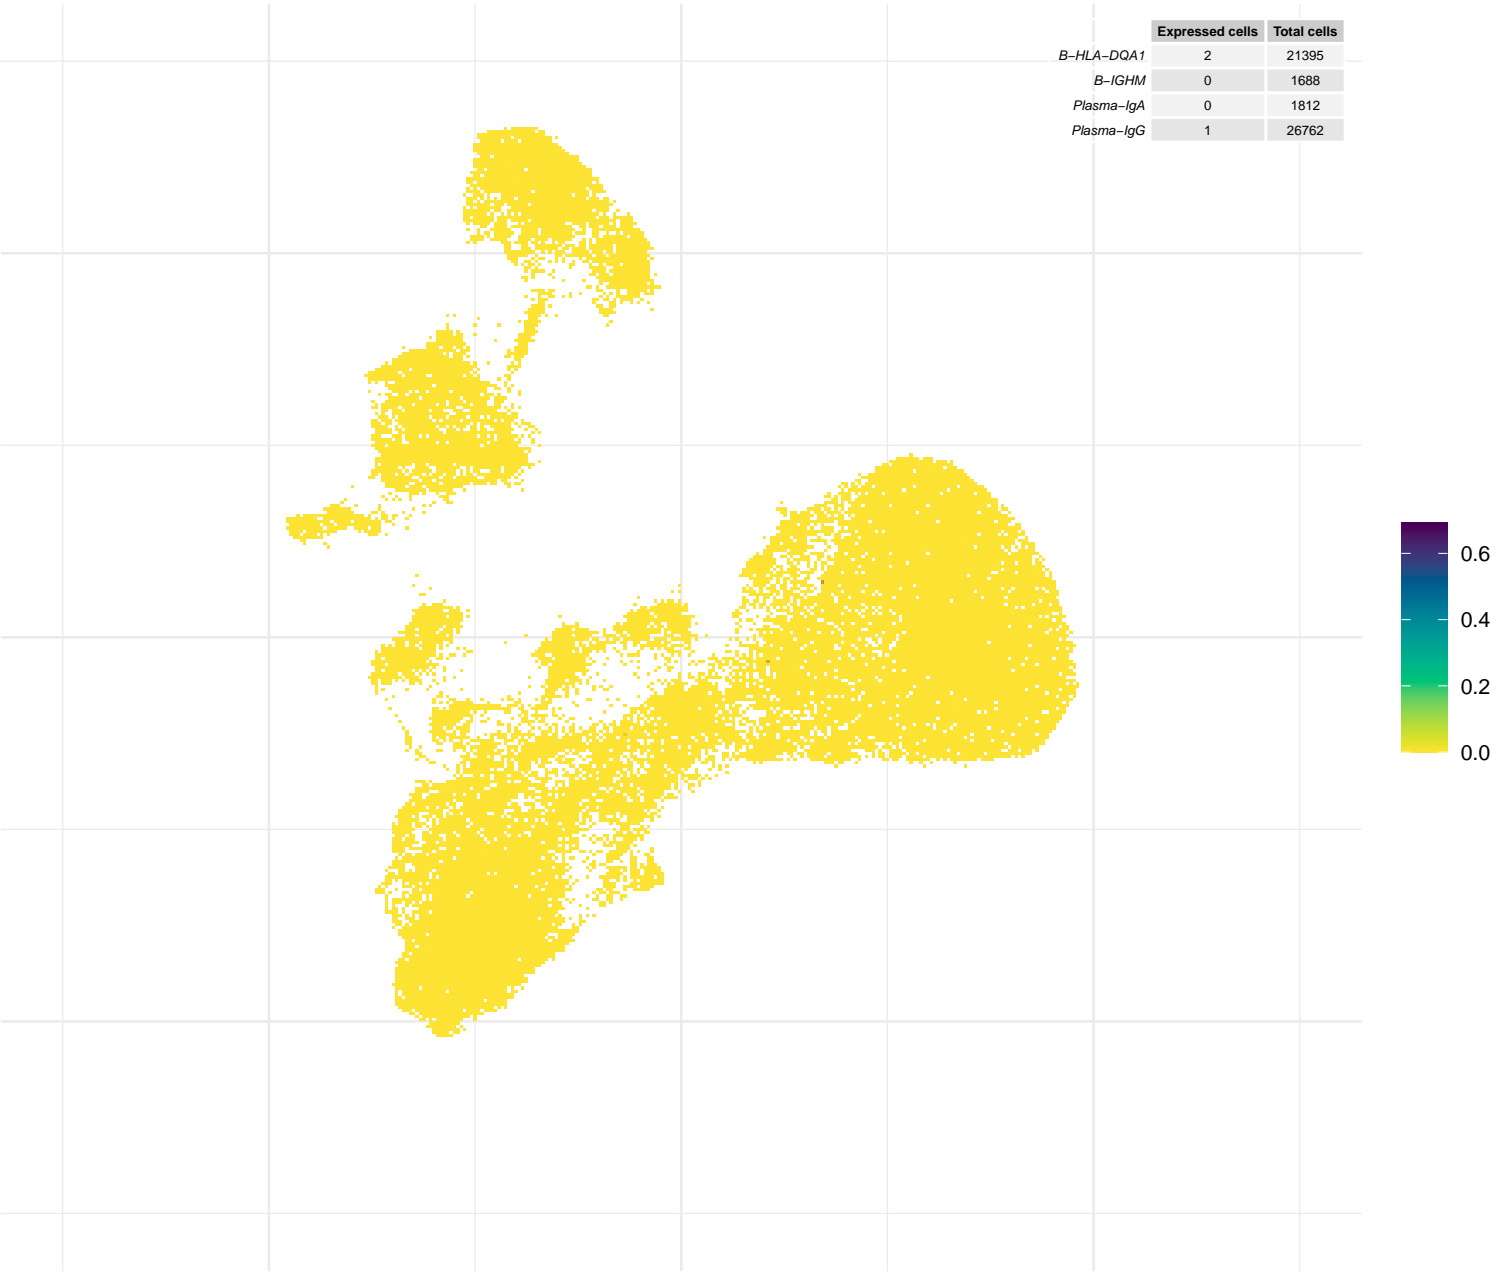 Expressed cells Total cells
B−HLA−DQA1 2 21395
B−IGHM 0 1688
Plasma−IgA 0 1812
Plasma−IgG 1 26762
0.6
0.4
0.2
0.0